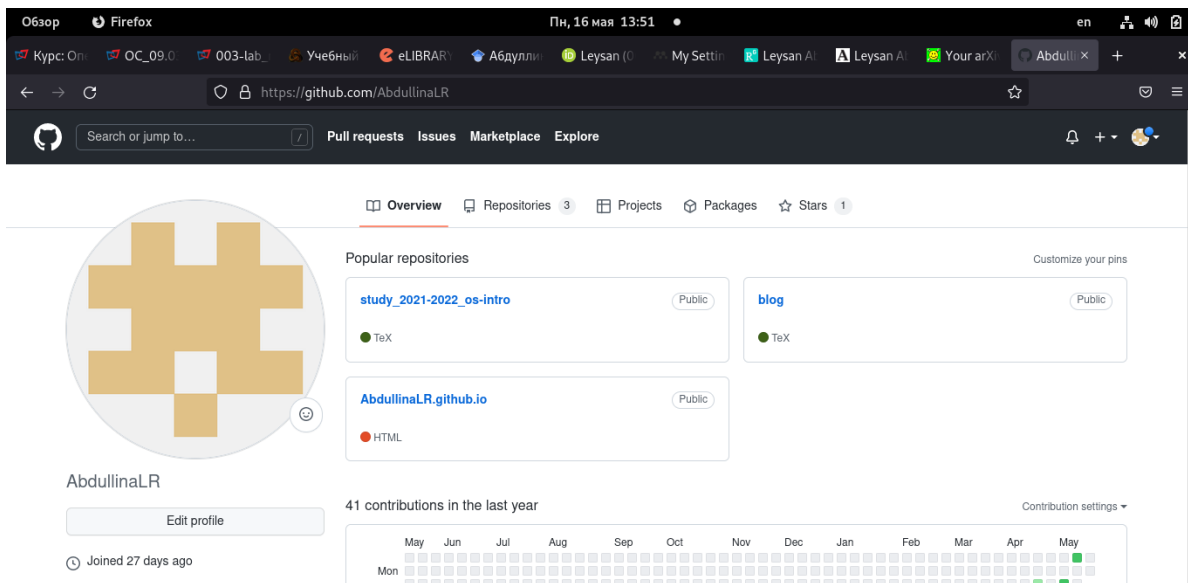 Обзор Firefox Пн, 16 мая 13:51 en
Курс: One ОС_09.0 003-lab_ Учебный eLIBRARY Абдулли Leysan (0 My Settin Leysan A Leysan A Your arXi Abdulli ×
https://github.com/AbdullinaLR
Search or jump to... / Pull requests Issues Marketplace Explore
Overview Repositories 3 Projects Packages Stars 1
Popular repositories Customize your pins
study_2021-2022_os-intro Public
TeX
blog Public
TeX
AbdullinaLR.github.io Public
HTML
AbdullinaLR
Edit profile
Joined 27 days ago
41 contributions in the last year Contribution settings
May Jun Jul Aug Sep Oct Nov Dec Jan Feb Mar Apr May
Mon